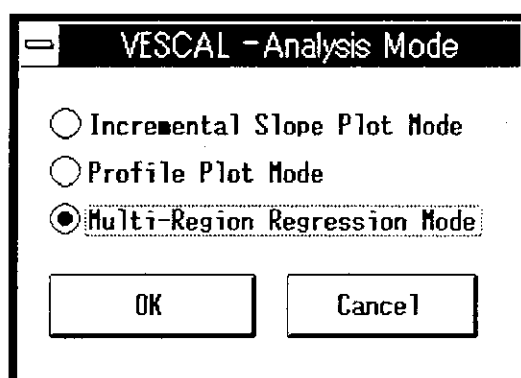 VESCAL - Analysis Mode
Incremental Slope Plot Mode
Profile Plot Mode
Multi-Region Regression Mode
OK Cancel